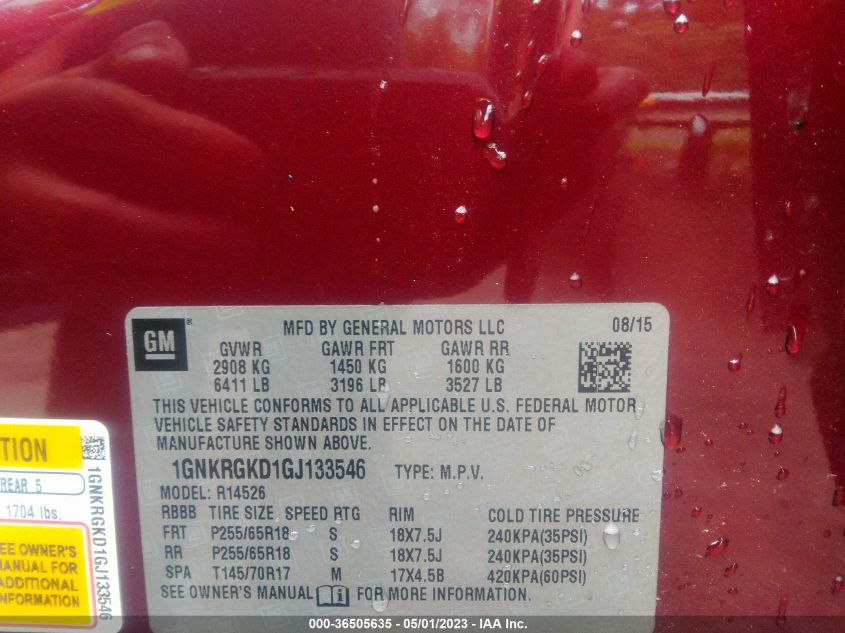 GM
MFD BY GENERAL MOTORS LLC
08/15
GVWR GAWR FRT GAWR RR
2908 KG 1450 KG 1600 KG
6411 LB 3196 LB 3527 LB
THIS VEHICLE CONFORMS TO ALL APPLICABLE U.S. FEDERAL MOTOR
VEHICLE SAFETY STANDARDS IN EFFECT ON THE DATE OF
MANUFACTURE SHOWN ABOVE.
1GNKRGKD1GJ133546 TYPE: M.P.V.
MODEL: R14526
RBBB TIRE SIZE SPEED RTG RIM COLD TIRE PRESSURE
FRT P255/65R18 S 18X7.5J 240KPA(35PSI)
RR P255/65R18 S 18X7.5J 240KPA(35PSI)
SPA T145/70R17 M 17X4.5B 420KPA(60PSI)
SEE OWNER'S MANUAL FOR MORE INFORMATION.
TION
REAR 5
1704 lbs.
SEE OWNER'S
MANUAL FOR
ADDITIONAL
INFORMATION
1GNKRGKD1GJ133546
000-36505635 - 05/01/2023 - IAA Inc.